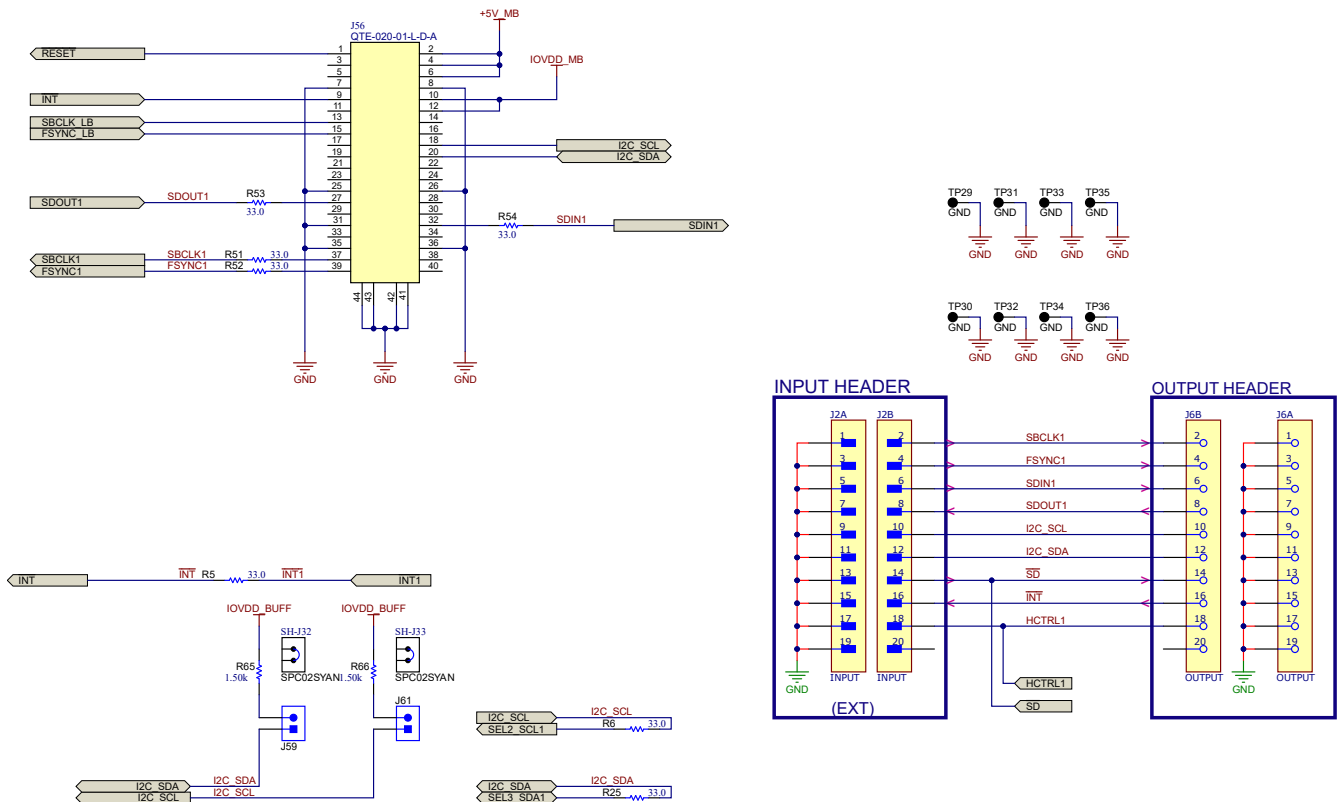 +5V_MB
J56
QTE-020-01-L-D-A
RESET
1
2
3
4
5
6
IOVDD_MB
7
8
INT
9
10
11
12
SBCLK_LB
13
14
FSYNC_LB
15
16
17
18
I2C_SCL
19
20
I2C_SDA
21
22
23
24
25
26
SDOUT1
SDOUT1
R53
33.0
27
28
29
30
31
32
R54
33.0
SDIN1
SDIN1
33
34
35
36
SBCLK1
SBCLK1
R51
33.0
37
38
FSYNC1
FSYNC1
R52
33.0
39
40
44
43
42
41
GND
GND
GND
TP29
GND
TP31
GND
TP33
GND
TP35
GND
GND
GND
GND
GND
TP30
GND
TP32
GND
TP34
GND
TP36
GND
GND
GND
GND
GND
INPUT HEADER
OUTPUT HEADER
J2A
J2B
J6B
J6A
1
2
SBCLK1
2
1
3
4
FSYNC1
4
3
5
6
SDIN1
6
5
7
8
SDOUT1
8
7
9
10
I2C_SCL
10
9
11
12
I2C_SDA
12
11
13
14
SD
14
13
15
16
INT
16
15
17
18
HCTRL1
18
17
19
20
20
19
INPUT
INPUT
OUTPUT
OUTPUT
GND
GND
HCTRL1
SD
(EXT)
INT
INT
R5
33.0
INT1
INT1
IOVDD_BUFF
IOVDD_BUFF
SH-J32
SH-J33
R65
1.50k
SPC02SYAN
R66
1.50k
SPC02SYAN
J59
J61
I2C_SDA
I2C_SDA
I2C_SCL
I2C_SCL
I2C_SCL
I2C_SCL
SEL2_SCL1
R6
33.0
I2C_SDA
I2C_SDA
SEL3_SDA1
R25
33.0